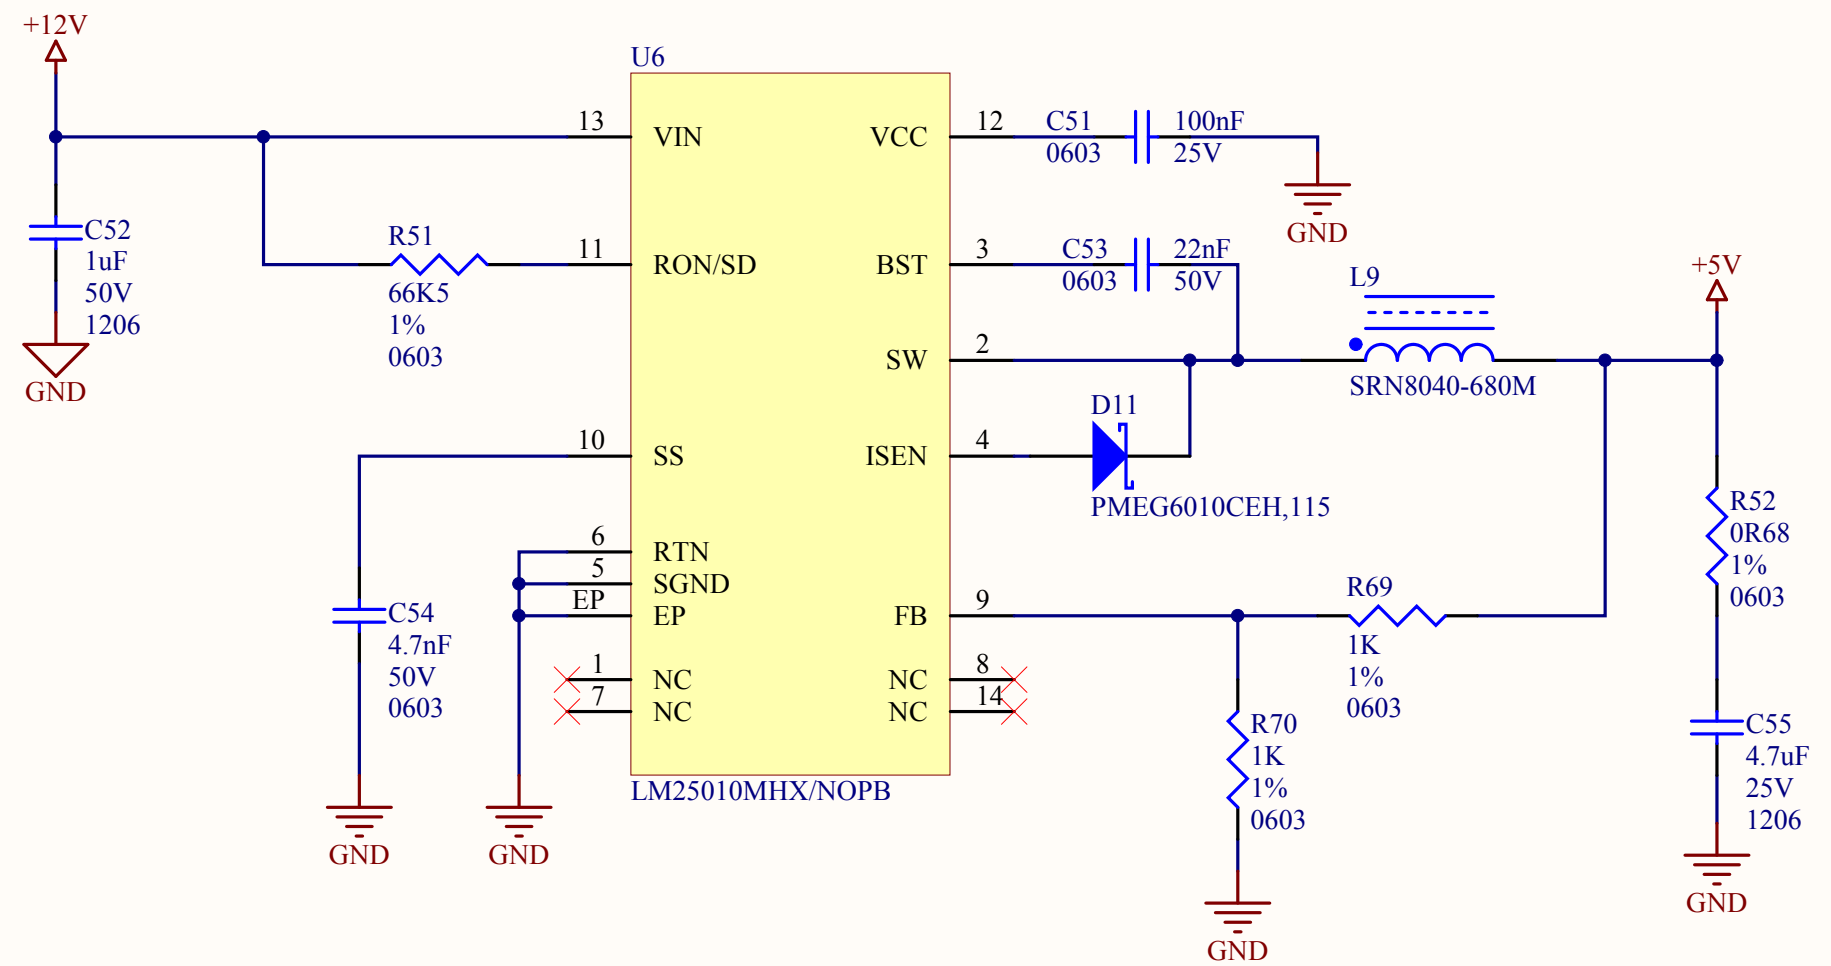 +12V
U6
13
VIN
VCC
12
C51
0603
100nF
25V
GND
C52
1uF
50V
1206
GND
R51
66K5
1%
0603
11
RON/SD
BST
3
C53
0603
22nF
50V
SW
2
L9
SRN8040-680M
+5V
10
SS
ISEN
4
D11
PMEG6010CEH,115
R52
0R68
1%
0603
6
RTN
5
SGND
EP
EP
FB
9
R69
1K
1%
0603
C54
4.7nF
50V
0603
1
NC
7
NC
NC
8
NC
14
R70
1K
1%
0603
C55
4.7uF
25V
1206
LM25010MHX/NOPB
GND
GND
GND
GND